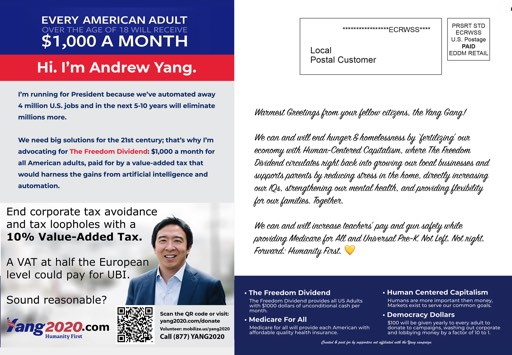 EVERY AMERICAN ADULT
OVER THE AGE OF 18 WILL RECEIVE
$1,000 A MONTH
Hi. I'm Andrew Yang.
I'm running for President because we've automated away
4 million U.S. jobs and in the next 5-10 years will eliminate
millions more.
We need big solutions for the 21st century; that's why I'm
advocating for The Freedom Dividend: $1,000 a month for
all American adults, paid for by a value-added tax that
would harness the gains from artificial intelligence and
automation.
End corporate tax avoidance
and tax loopholes with a
10% Value-Added Tax.
A VAT at half the European
level could pay for UBI.
Sound reasonable?
Yang2020.com
Humanity First
Scan the QR code or visit:
yang2020.com/donate
Volunteer: mobilize.us/yang2020
Call (877) YANG2020
*****************ECRWSS****
Local
Postal Customer
PRSRT STD
ECRWSS
U.S. Postage
PAID
EDDM RETAIL
Warmest Greetings from your fellow citizens, the Yang Gang!
We can and will end hunger & homelessness by 'fertilizing' our
economy with Human-Centered Capitalism, where The Freedom
Dividend circulates right back into growing our local businesses and
supports parents by reducing stress in the home, directly increasing
our IQs, strengthening our mental health, and providing flexibility
for our families. Together.
We can and will increase teachers' pay and gun safety while
providing Medicare for All and Universal Pre-K. Not Left. Not right.
Forward: Humanity First. 💛
• The Freedom Dividend
The Freedom Dividend provides all US Adults
with $1000 dollars of unconditional cash per
month.
• Medicare For All
Medicare for all will provide each American with
affordable quality health insurance.
• Human Centered Capitalism
Humans are more important then money,
Markets exist to serve our common goals.
• Democracy Dollars
$100 will be given yearly to every adult to
donate to campaigns, washing out corporate
and lobbying money by a factor of 10 to 1.
Created & paid for by supporters not affiliated with the Yang campaign